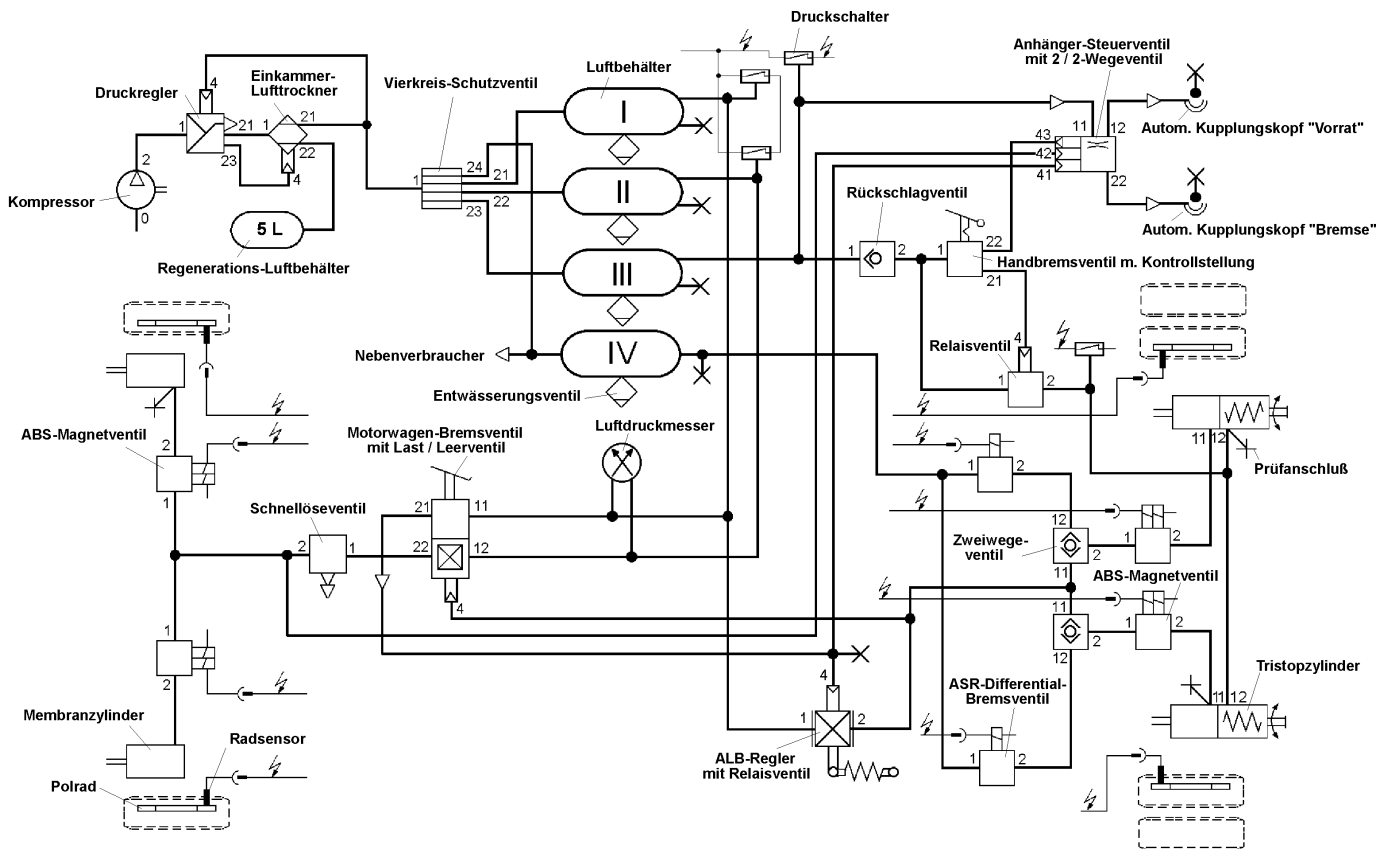 Druckschalter
Anhänger-Steuerventil
mit 2 / 2-Wegeventil
Einkammer-
Lufttrockner
Vierkreis-Schutzventil
Luftbehälter
Druckregler
4
21
1
21
1
2
23
22
4
I
24
21
1
22
23
11
12
43
42
41
22
Autom. Kupplungskopf "Vorrat"
II
Kompressor
0
5 L
Regenerations-Luftbehälter
Rückschlagventil
1
2
1
22
21
Autom. Kupplungskopf "Bremse"
Handbremsventil m. Kontrollstellung
III
Nebenverbraucher
IV
Entwässerungsventil
Relaisventil
4
1
2
ABS-Magnetventil
2
1
Motorwagen-Bremsventil
mit Last / Leerventil
Luftdruckmesser
11
12
Prüfanschluß
1
2
21
11
22
12
4
Schnellöseventil
2
1
Zweiwege-
ventil
12
2
11
1
2
ABS-Magnetventil
11
2
12
1
2
1
2
Membranzylinder
Radsensor
Polrad
4
1
2
ALB-Regler
mit Relaisventil
ASR-Differential-
Bremsventil
1
2
Tristopzylinder
11
12